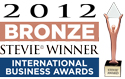 2012
BRONZE
STEVIE® WINNER
INTERNATIONAL
BUSINESS AWARDS